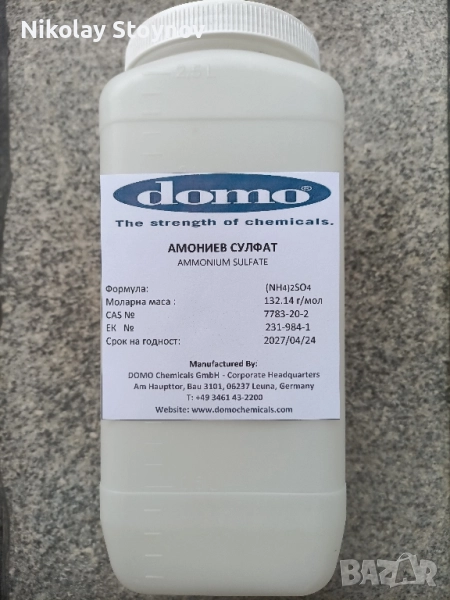 Nikolay Stoynov
domo®
The strength of chemicals.
АМОНИЕВ СУЛФАТ
AMMONIUM SULFATE
Формула: (NH4)2SO4
Моларна маса : 132.14 г/мол
CAS № 7783-20-2
ЕК № 231-984-1
Срок на годност: 2027/04/24
Manufactured By:
DOMO Chemicals GmbH - Corporate Headquarters
Am Haupttor, Bau 3101, 06237 Leuna, Germany
T: +49 3461 43-2200
Website: www.domochemicals.com
BAZAR